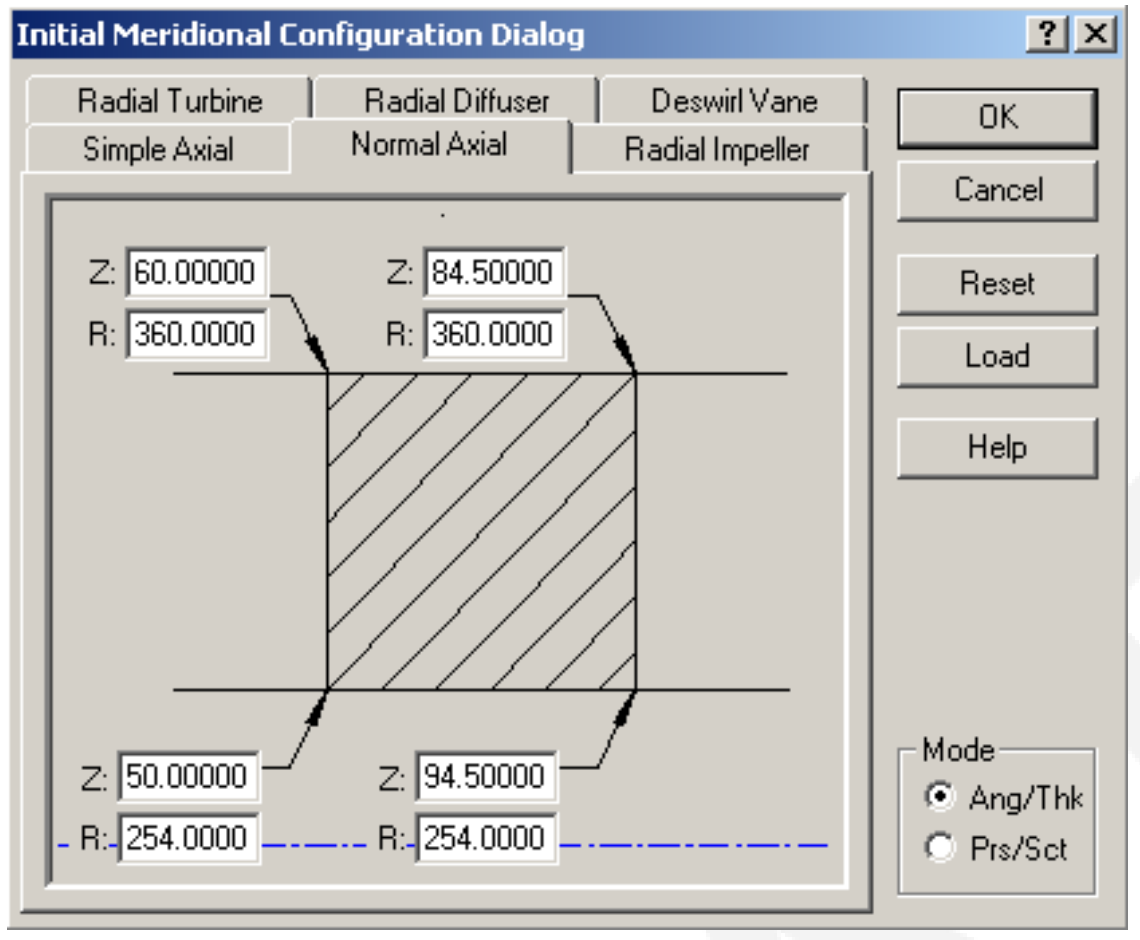 Initial Meridional Configuration Dialog
Radial Turbine Radial Diffuser Deswirl Vane
Simple Axial Normal Axial Radial Impeller
OK
Cancel
Reset
Load
Help
Z: 60.00000 Z: 84.50000
R: 360.0000 R: 360.0000
Z: 50.00000 Z: 94.50000
R: 254.0000 R: 254.0000
Mode
Ang/Thk
Prs/Sct